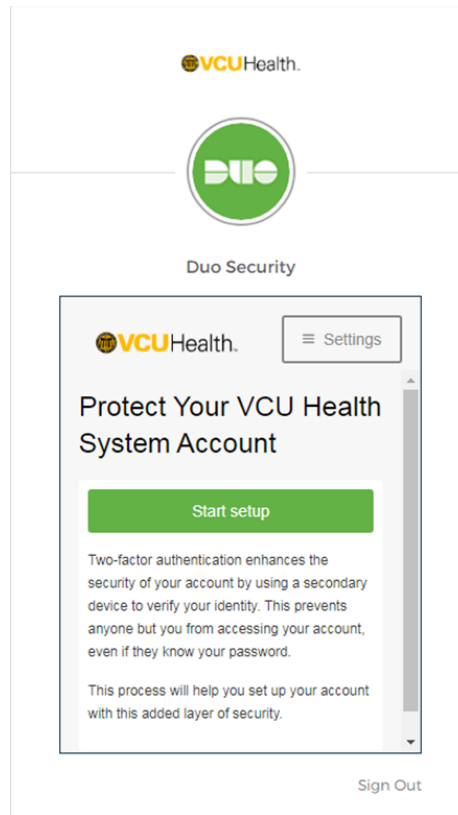 VCUHealth.
DUO
Duo Security
VCUHealth.
≡ Settings
Protect Your VCU Health
System Account
Start setup
Two-factor authentication enhances the
security of your account by using a secondary
device to verify your identity. This prevents
anyone but you from accessing your account,
even if they know your password.
This process will help you set up your account
with this added layer of security.
Sign Out